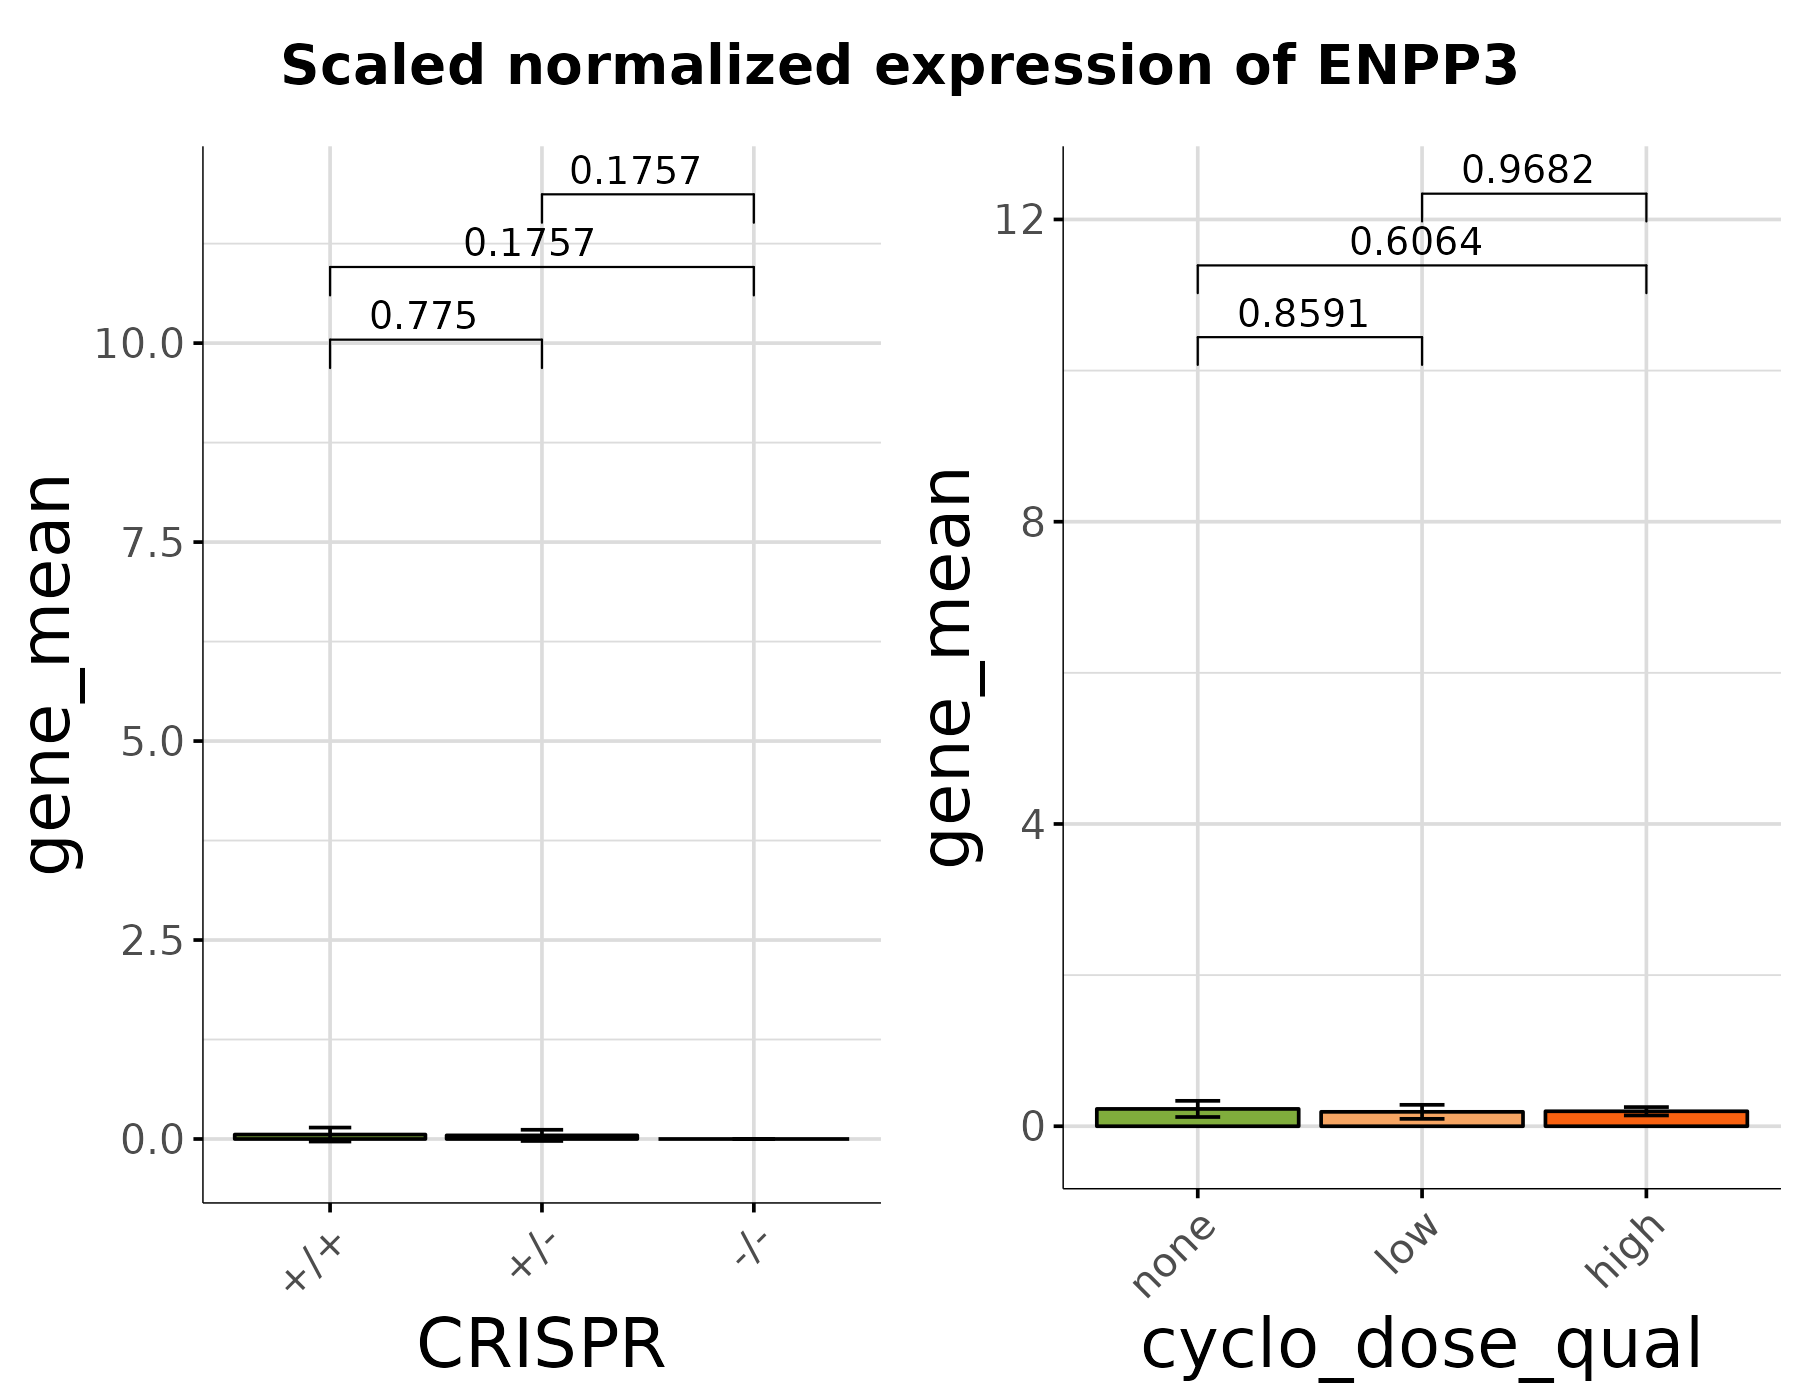 Scaled normalized expression of ENPP3
gene_mean
10.0
7.5
5.0
2.5
0.0
0.1757
0.1757
0.775
+/+
+/-
-/-
CRISPR
gene_mean
12
8
4
0
0.9682
0.6064
0.8591
none
low
high
cyclo_dose_qual